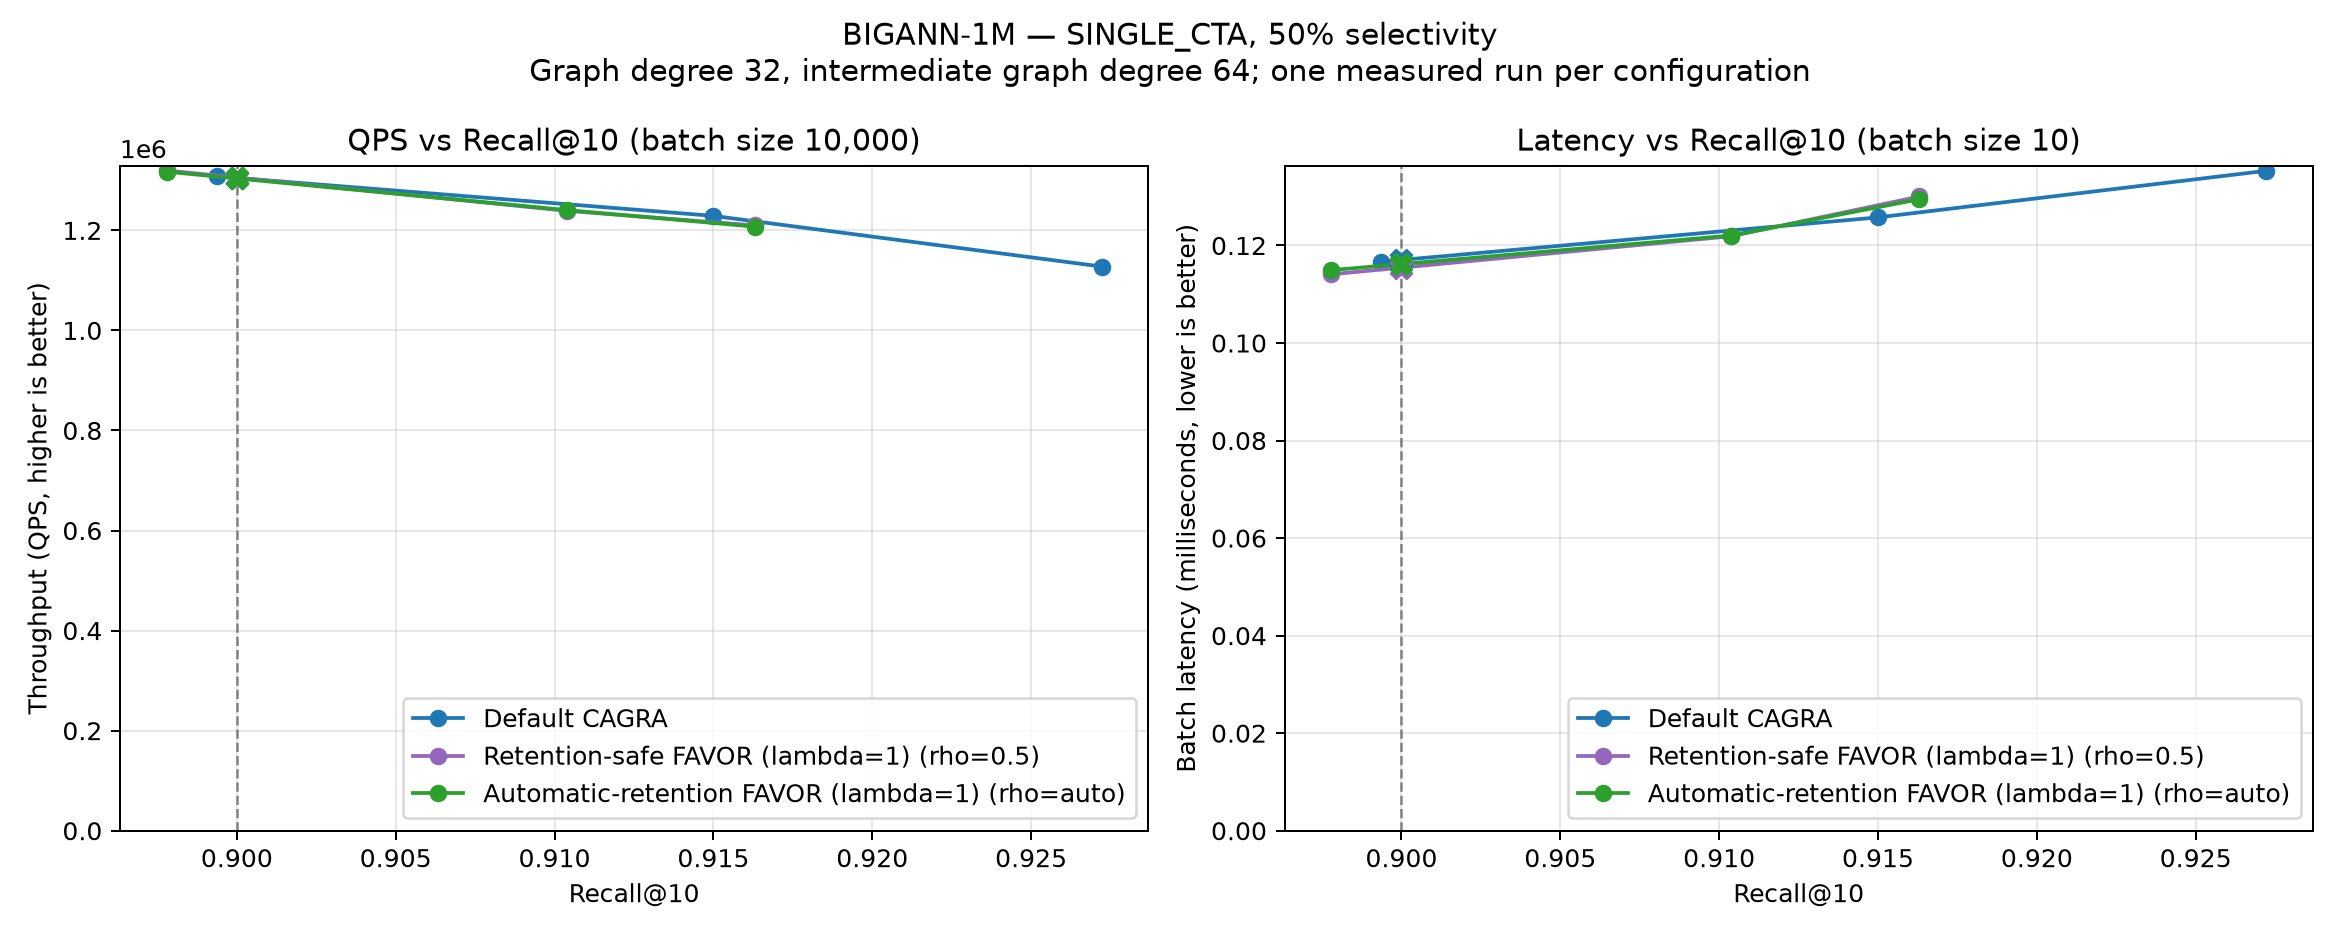 BIGANN-1M — SINGLE_CTA, 50% selectivity
Graph degree 32, intermediate graph degree 64; one measured run per configuration
QPS vs Recall@10 (batch size 10,000)
1e6
Throughput (QPS, higher is better)
1.2
1.0
0.8
0.6
0.4
0.2
0.0
Default CAGRA
Retention-safe FAVOR (lambda=1) (rho=0.5)
Automatic-retention FAVOR (lambda=1) (rho=auto)
0.900 0.905 0.910 0.915 0.920 0.925
Recall@10
Latency vs Recall@10 (batch size 10)
Batch latency (milliseconds, lower is better)
0.12
0.10
0.08
0.06
0.04
0.02
0.00
Default CAGRA
Retention-safe FAVOR (lambda=1) (rho=0.5)
Automatic-retention FAVOR (lambda=1) (rho=auto)
0.900 0.905 0.910 0.915 0.920 0.925
Recall@10